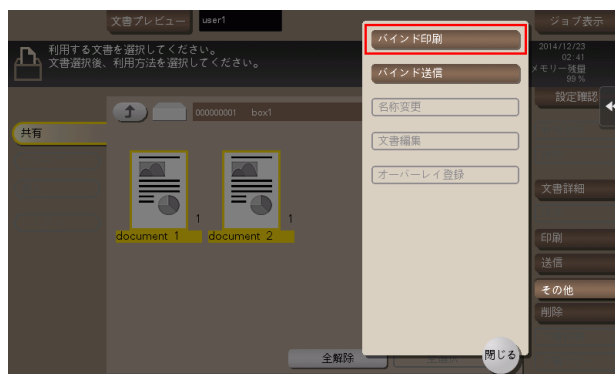 文書プレビュー
user1
ジョブ表示
利用する文書を選択してください。
文書選択後、利用方法を選択してください。
2014/12/23
02:41
メモリー残量
99%
設定確認
000000001 box1
共有
1
1
document 1
document 2
バインド印刷
バインド送信
名称変更
文書編集
オーバーレイ登録
文書詳細
印刷
送信
その他
削除
全解除
閉じる